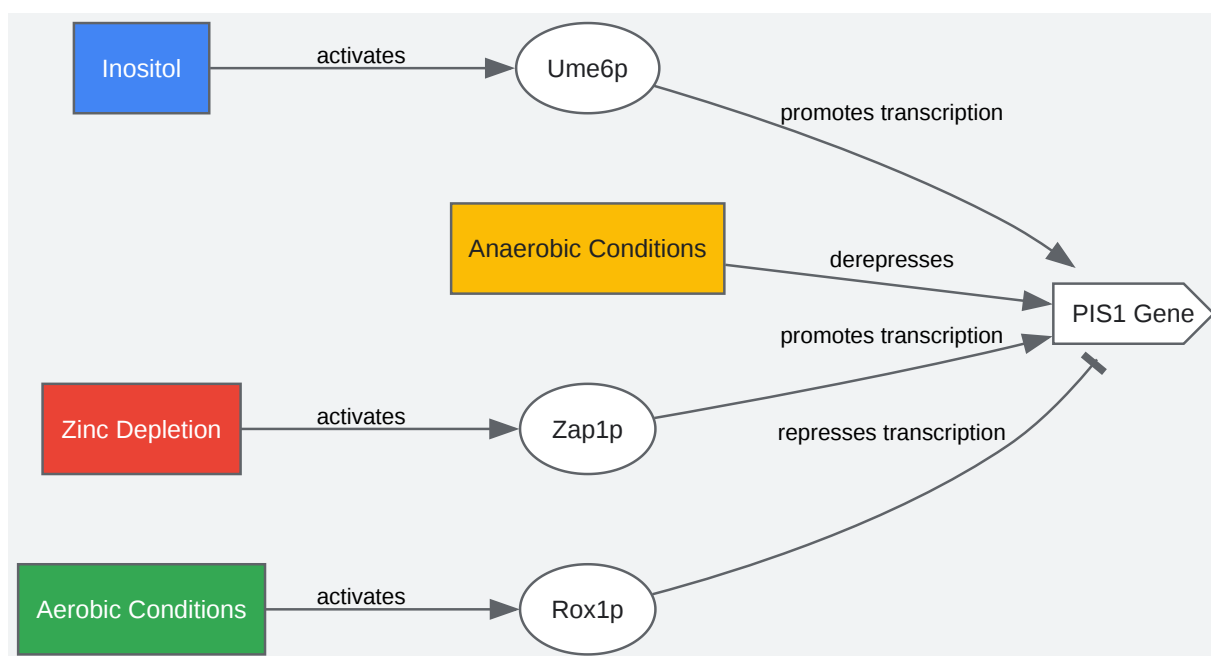 Inositol
activates
Ume6p
promotes transcription
Anaerobic Conditions
derepresses
PIS1 Gene
promotes transcription
Zinc Depletion
activates
Zap1p
represses transcription
Aerobic Conditions
activates
Rox1p